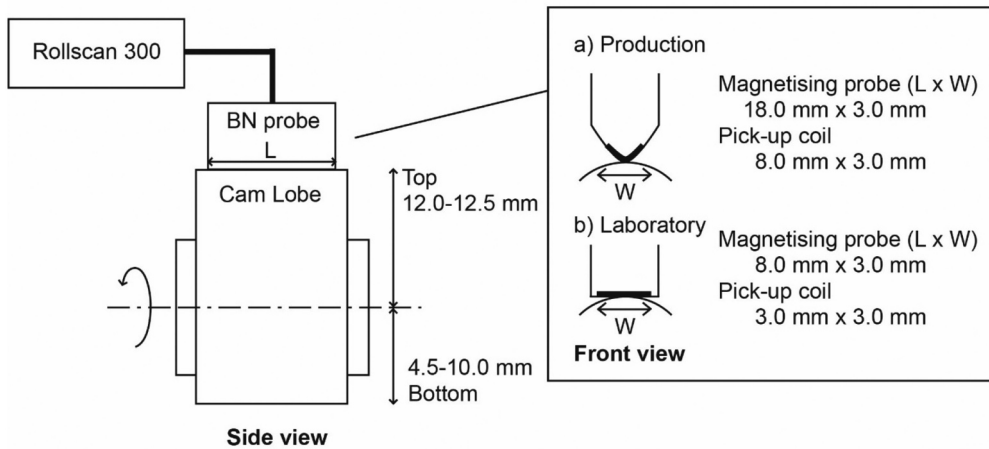 Rollscan 300
BN probe
L
Cam Lobe
Top
12.0-12.5 mm
4.5-10.0 mm
Bottom
Side view
a) Production
Magnetising probe (L x W)
18.0 mm x 3.0 mm
Pick-up coil
8.0 mm x 3.0 mm
W
b) Laboratory
Magnetising probe (L x W)
8.0 mm x 3.0 mm
Pick-up coil
3.0 mm x 3.0 mm
W
Front view